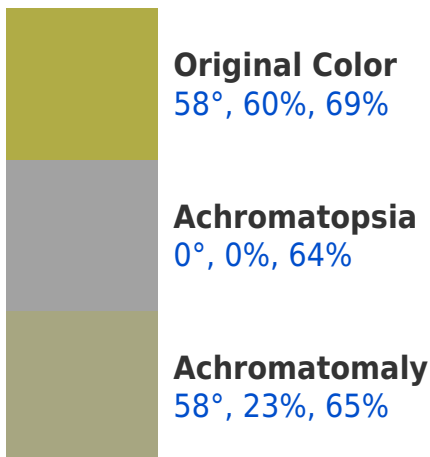 Original Color
58°, 60%, 69%
Achromatopsia
0°, 0%, 64%
Achromatomaly
58°, 23%, 65%